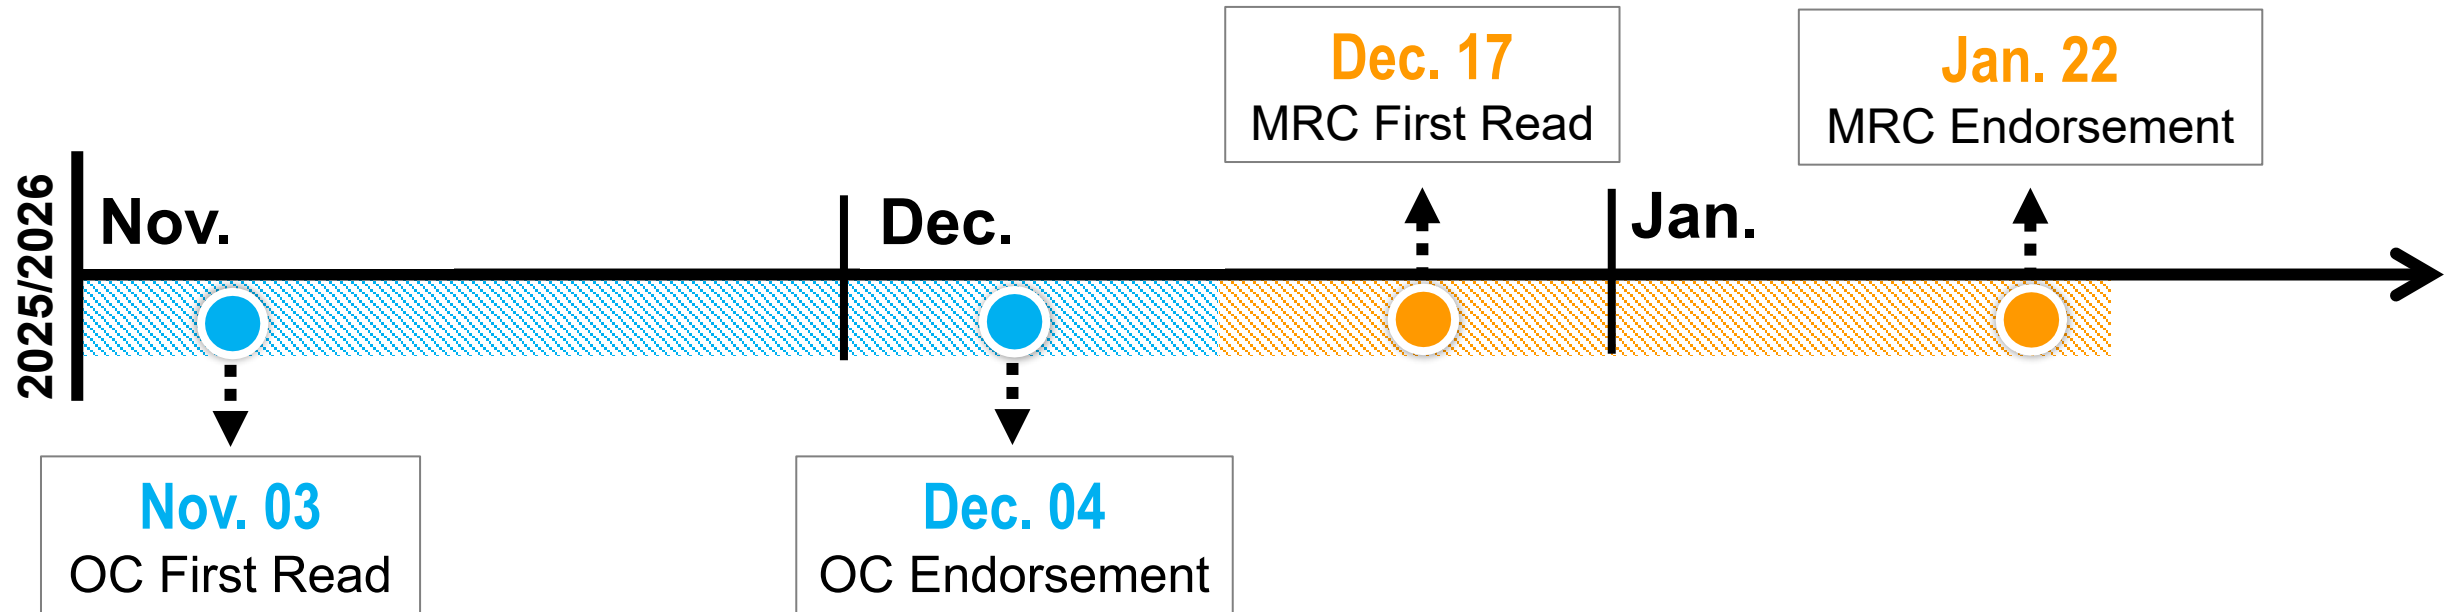 Dec. 17
MRC First Read
Jan. 22
MRC Endorsement
2025/2026
Nov.
Dec.
Jan.
Nov. 03
OC First Read
Dec. 04
OC Endorsement